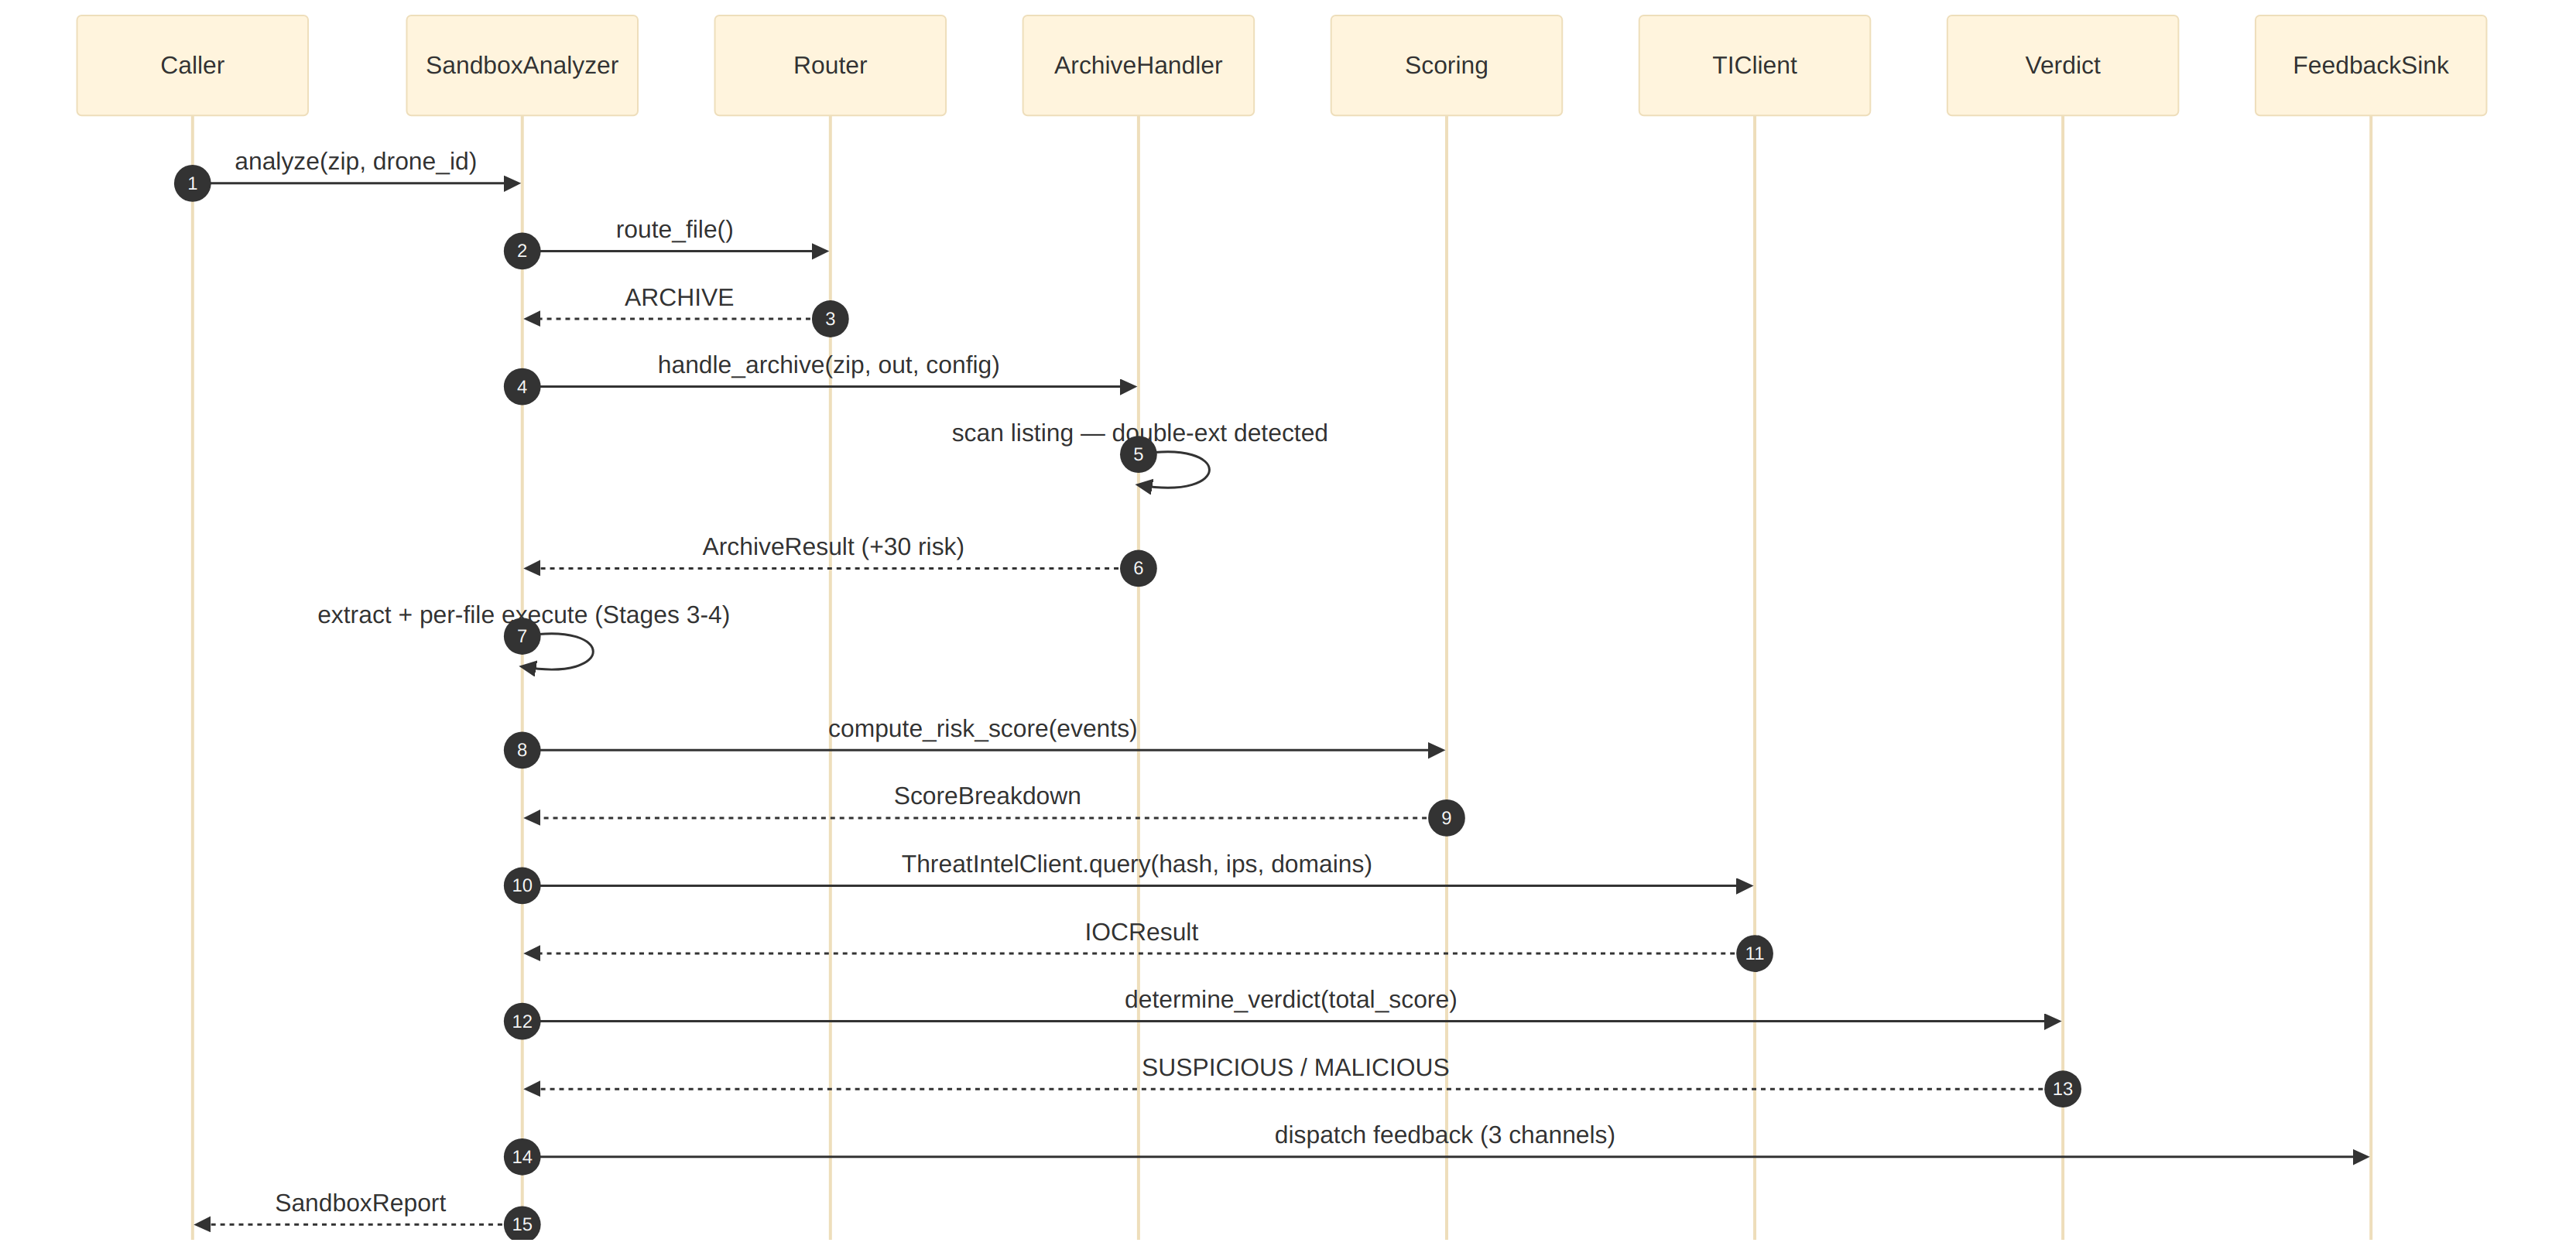 Caller
SandboxAnalyzer
Router
ArchiveHandler
Scoring
TIClient
Verdict
FeedbackSink
analyze(zip, drone_id)
1
route_file()
2
ARCHIVE
3
handle_archive(zip, out, config)
4
scan listing — double-ext detected
5
ArchiveResult (+30 risk)
6
extract + per-file execute (Stages 3-4)
7
compute_risk_score(events)
8
ScoreBreakdown
9
ThreatIntelClient.query(hash, ips, domains)
10
IOCResult
11
determine_verdict(total_score)
12
SUSPICIOUS / MALICIOUS
13
dispatch feedback (3 channels)
14
SandboxReport
15